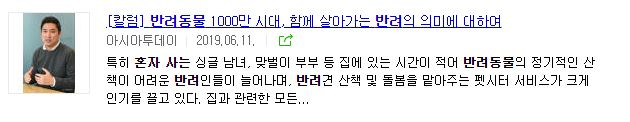 [칼럼] 반려동물 1000만 시대, 함께 살아가는 반려의 의미에 대하여
아시아투데이 | 2019.06.11. |
특히 혼자 사는 싱글 남녀, 맞벌이 부부 등 집에 있는 시간이 적어 반려동물의 정기적인 산
책이 어려운 반려인들이 늘어나며, 반려견 산책 및 돌봄을 맡아주는 펫시터 서비스가 크게
인기를 끌고 있다. 집과 관련한 모든...